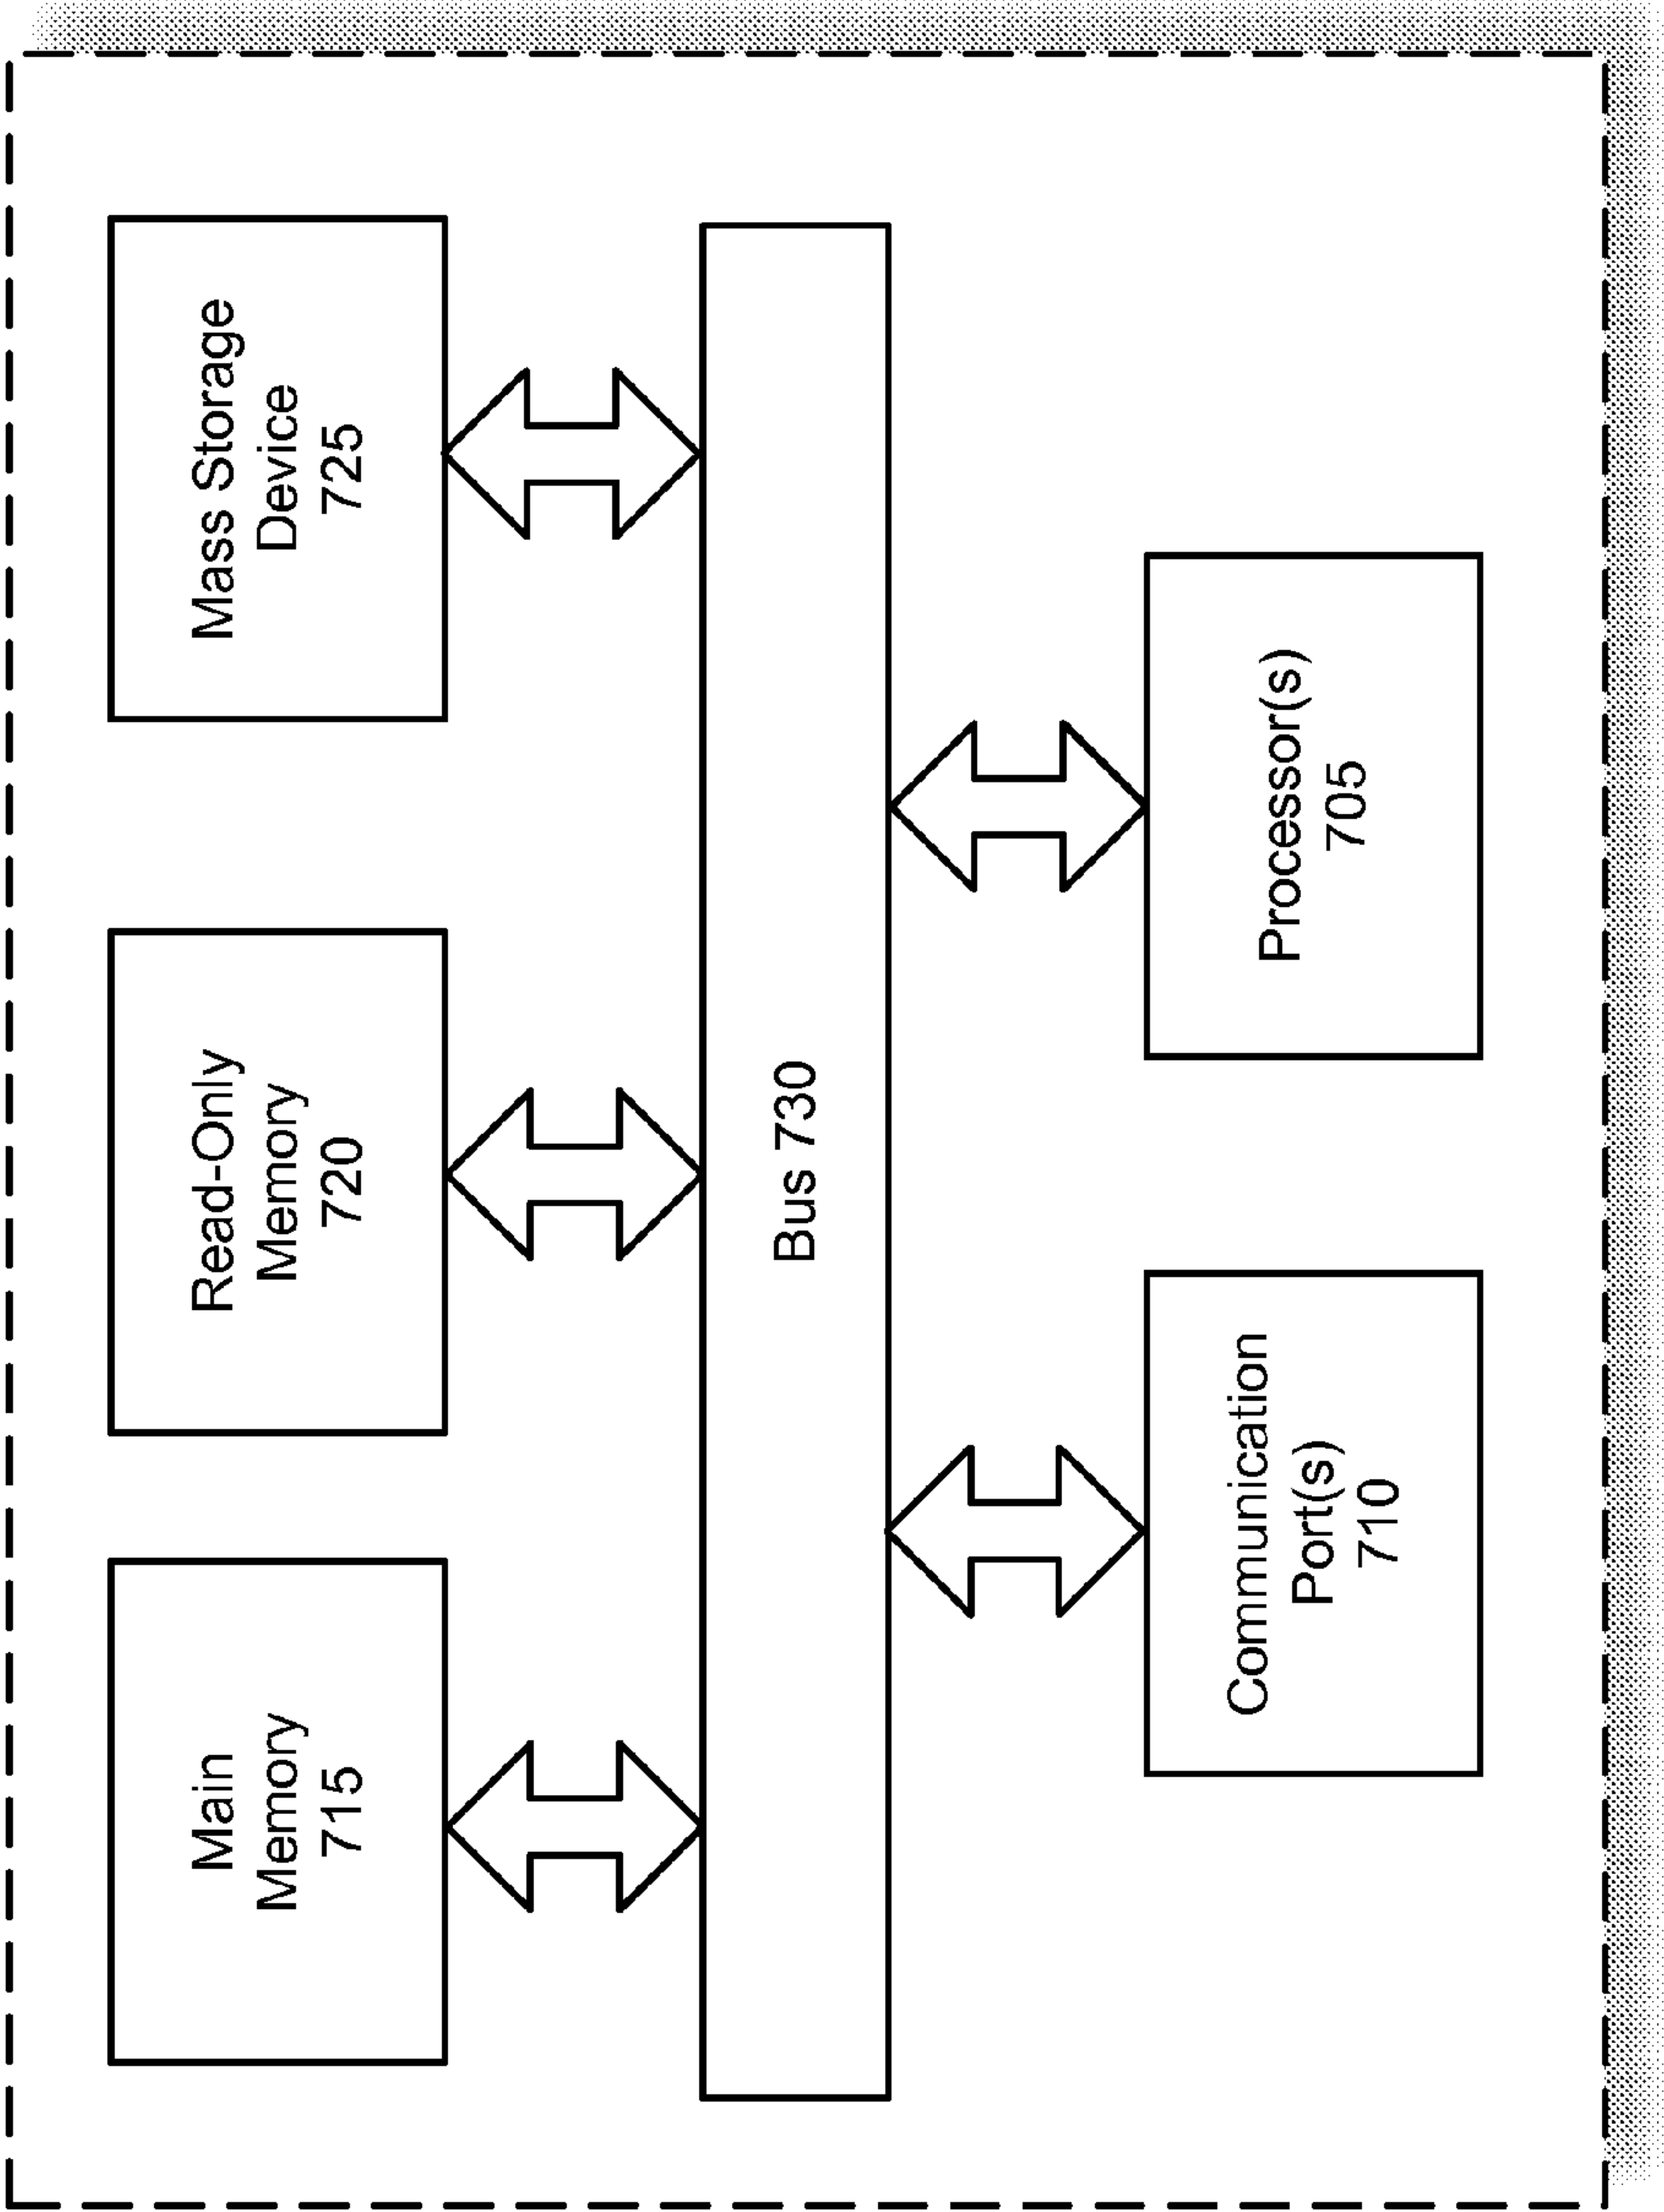 Main
Memory
715
Read-Only
Memory
720
Mass Storage
Device
725
Bus 730
Communication
Port(s)
710
Processor(s)
705